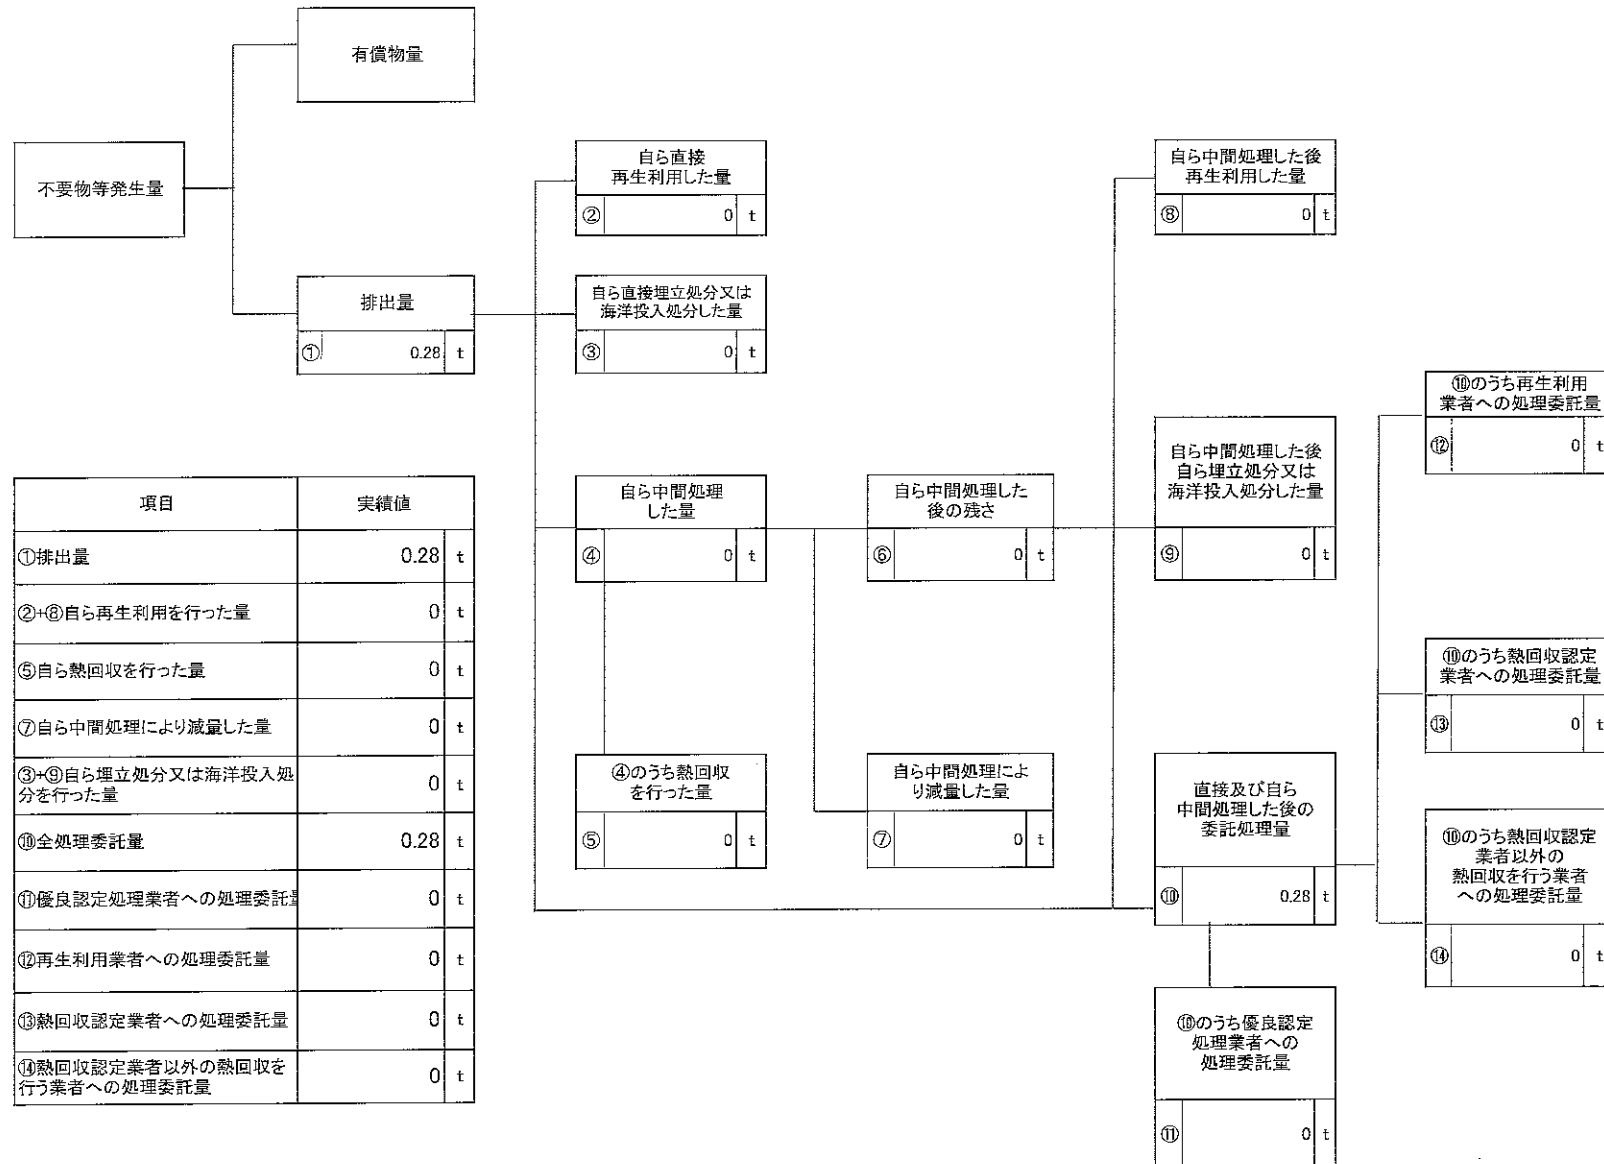 有償物量
不要物等発生量
排出量
① 0.28 t
自ら直接
再生利用した量
② 0 t
自ら直接埋立処分又は
海洋投入処分した量
③ 0 t
自ら中間処理
した量
④ 0 t
④のうち熱回収
を行った量
⑤ 0 t
自ら中間処理した
後の残さ
⑥ 0 t
自ら中間処理によ
り減量した量
⑦ 0 t
自ら中間処理した後
再生利用した量
⑧ 0 t
自ら中間処理した後
自ら埋立処分又は
海洋投入処分した量
⑨ 0 t
直接及び自ら
中間処理した後の
委託処理量
⑩ 0.28 t
⑩のうち優良認定
処理業者への
処理委託量
⑪ 0 t
⑩のうち再生利用
業者への処理委託量
⑫ 0 t
⑩のうち熱回収認定
業者への処理委託量
⑬ 0 t
⑩のうち熱回収認定
業者以外の
熱回収を行う業者
への処理委託量
⑭ 0 t
項目 実績値
①排出量 0.28 t
②+⑧自ら再生利用を行った量 0 t
⑤自ら熱回収を行った量 0 t
⑦自ら中間処理により減量した量 0 t
③+⑨自ら埋立処分又は海洋投入処
分を行った量 0 t
⑩全処理委託量 0.28 t
⑪優良認定処理業者への処理委託量 0 t
⑫再生利用業者への処理委託量 0 t
⑬熱回収認定業者への処理委託量 0 t
⑭熱回収認定業者以外の熱回収を
行う業者への処理委託量 0 t